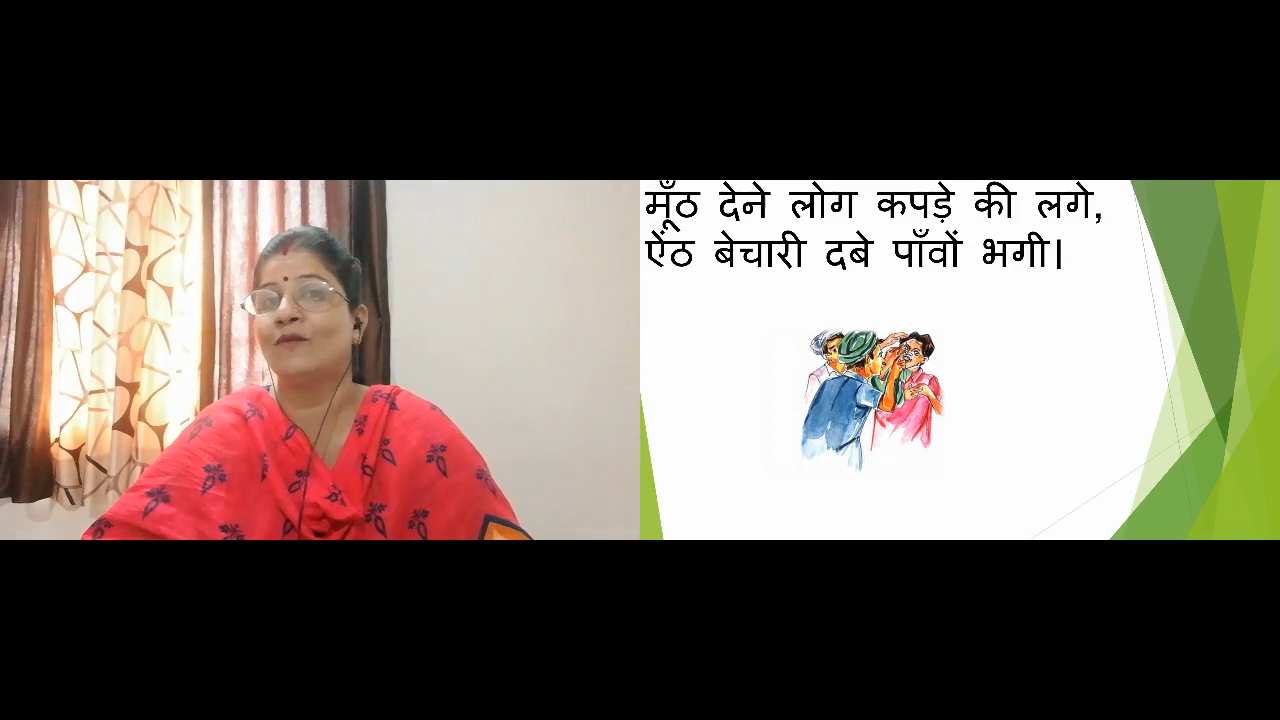 मूँठ देने लोग कपड़े की लगे,
ऐंठ बेचारी दबे पाँवों भगी।